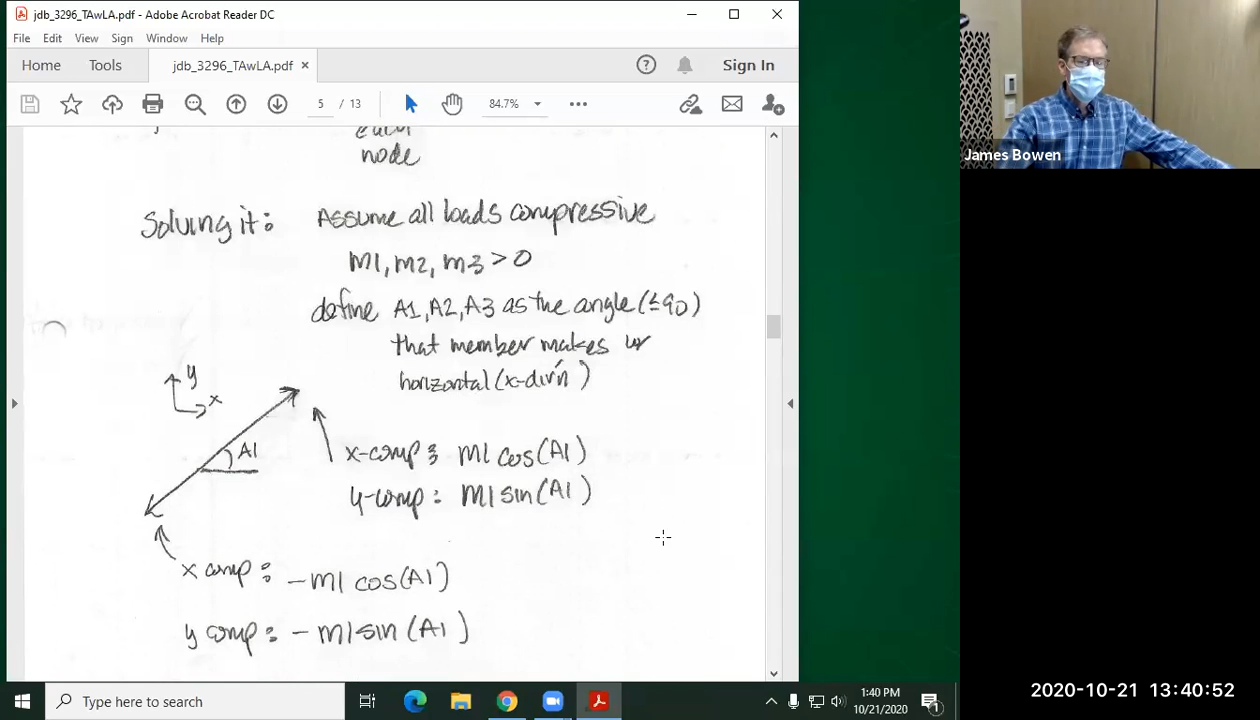 jdb_3296_TAwLA.pdf - Adobe Acrobat Reader DC
File Edit View Sign Window Help
Home Tools jdb_3296_TAwLA.pdf × Sign In
5 / 13 84.7%
each
node
Solving it: Assume all loads compressive
m1, m2, m3 > 0
define A1, A2, A3 as the angle (≤90)
that member makes w
horizontal (x-dir'n)
y
x
A1
x-comp: m1 cos(A1)
y-comp: m1 sin(A1)
x comp: -m1 cos(A1)
y comp: -m1 sin(A1)
James Bowen
Type here to search
1:40 PM
10/21/2020
1
2020-10-21 13:40:52